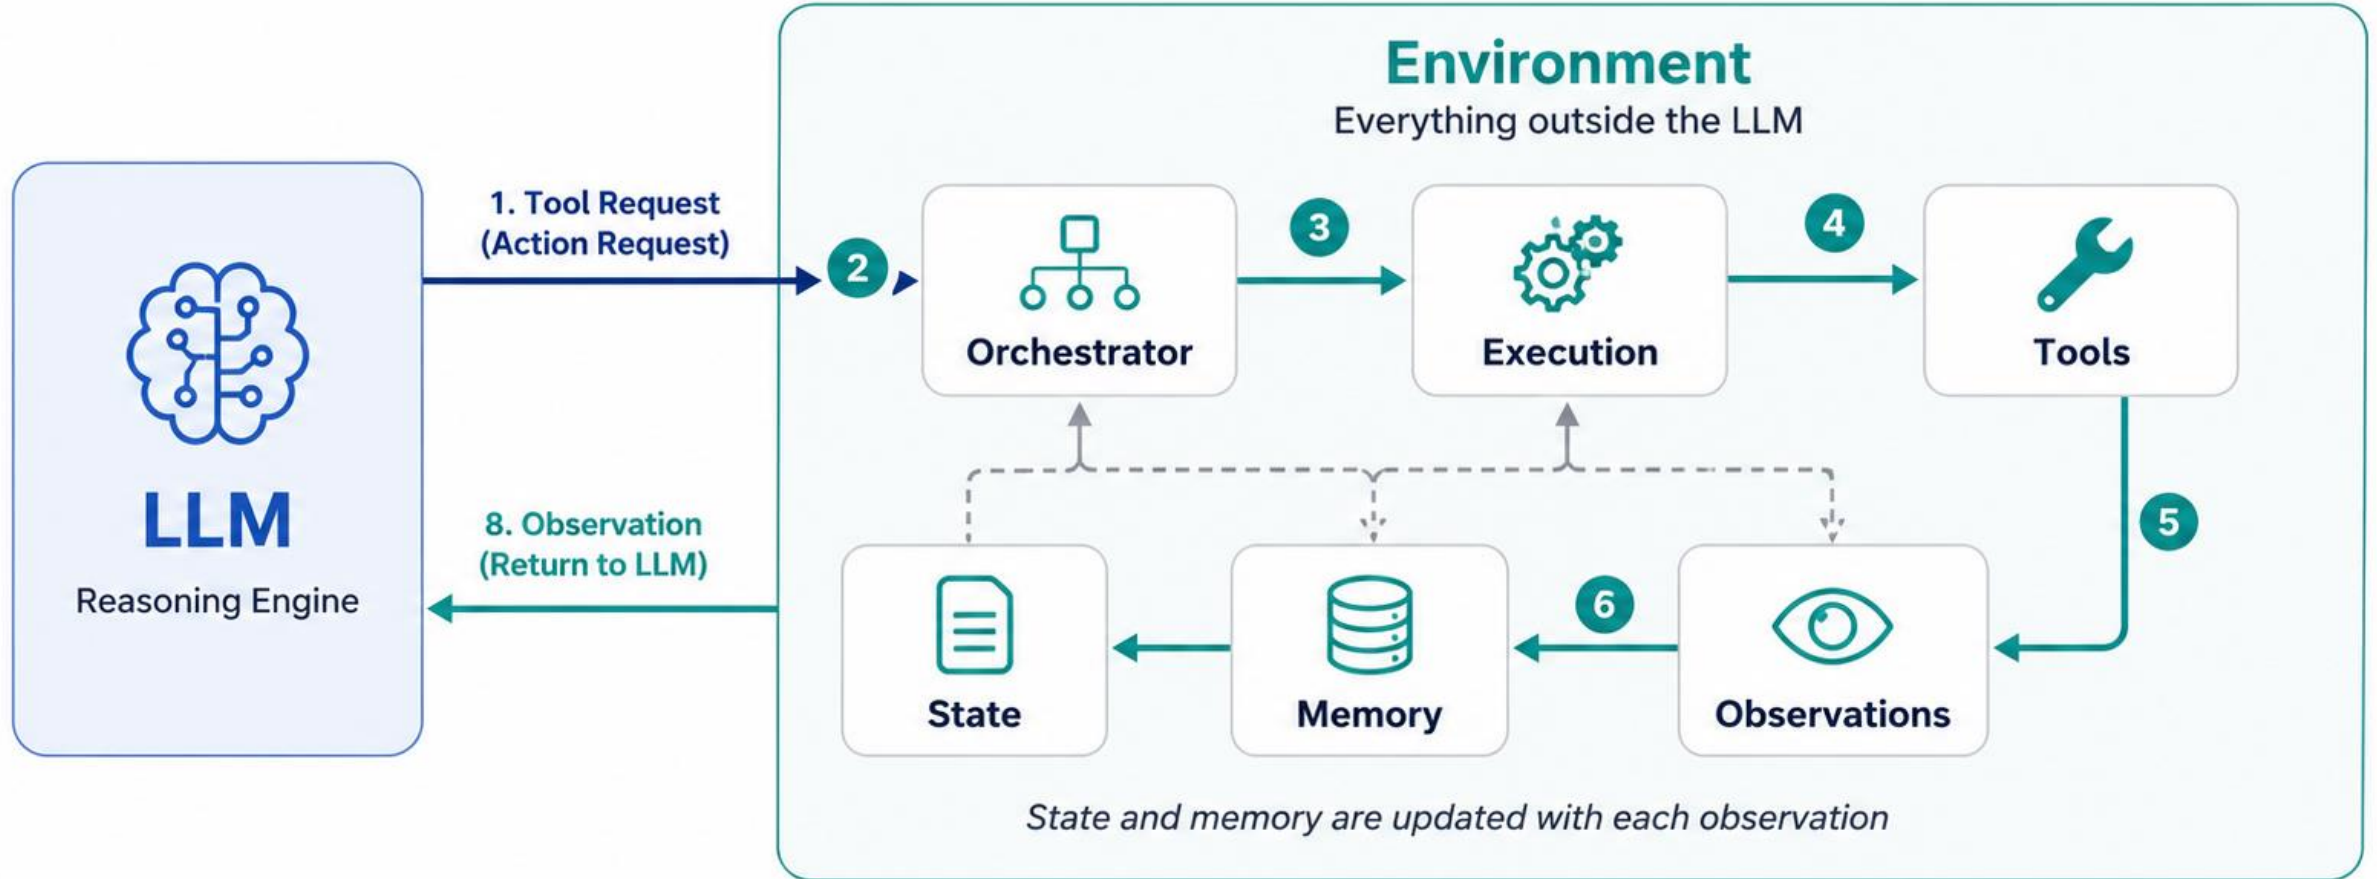 Environment
Everything outside the LLM
1. Tool Request
(Action Request)
2
3
4
Orchestrator
Execution
Tools
LLM
Reasoning Engine
8. Observation
(Return to LLM)
5
6
State
Memory
Observations
State and memory are updated with each observation